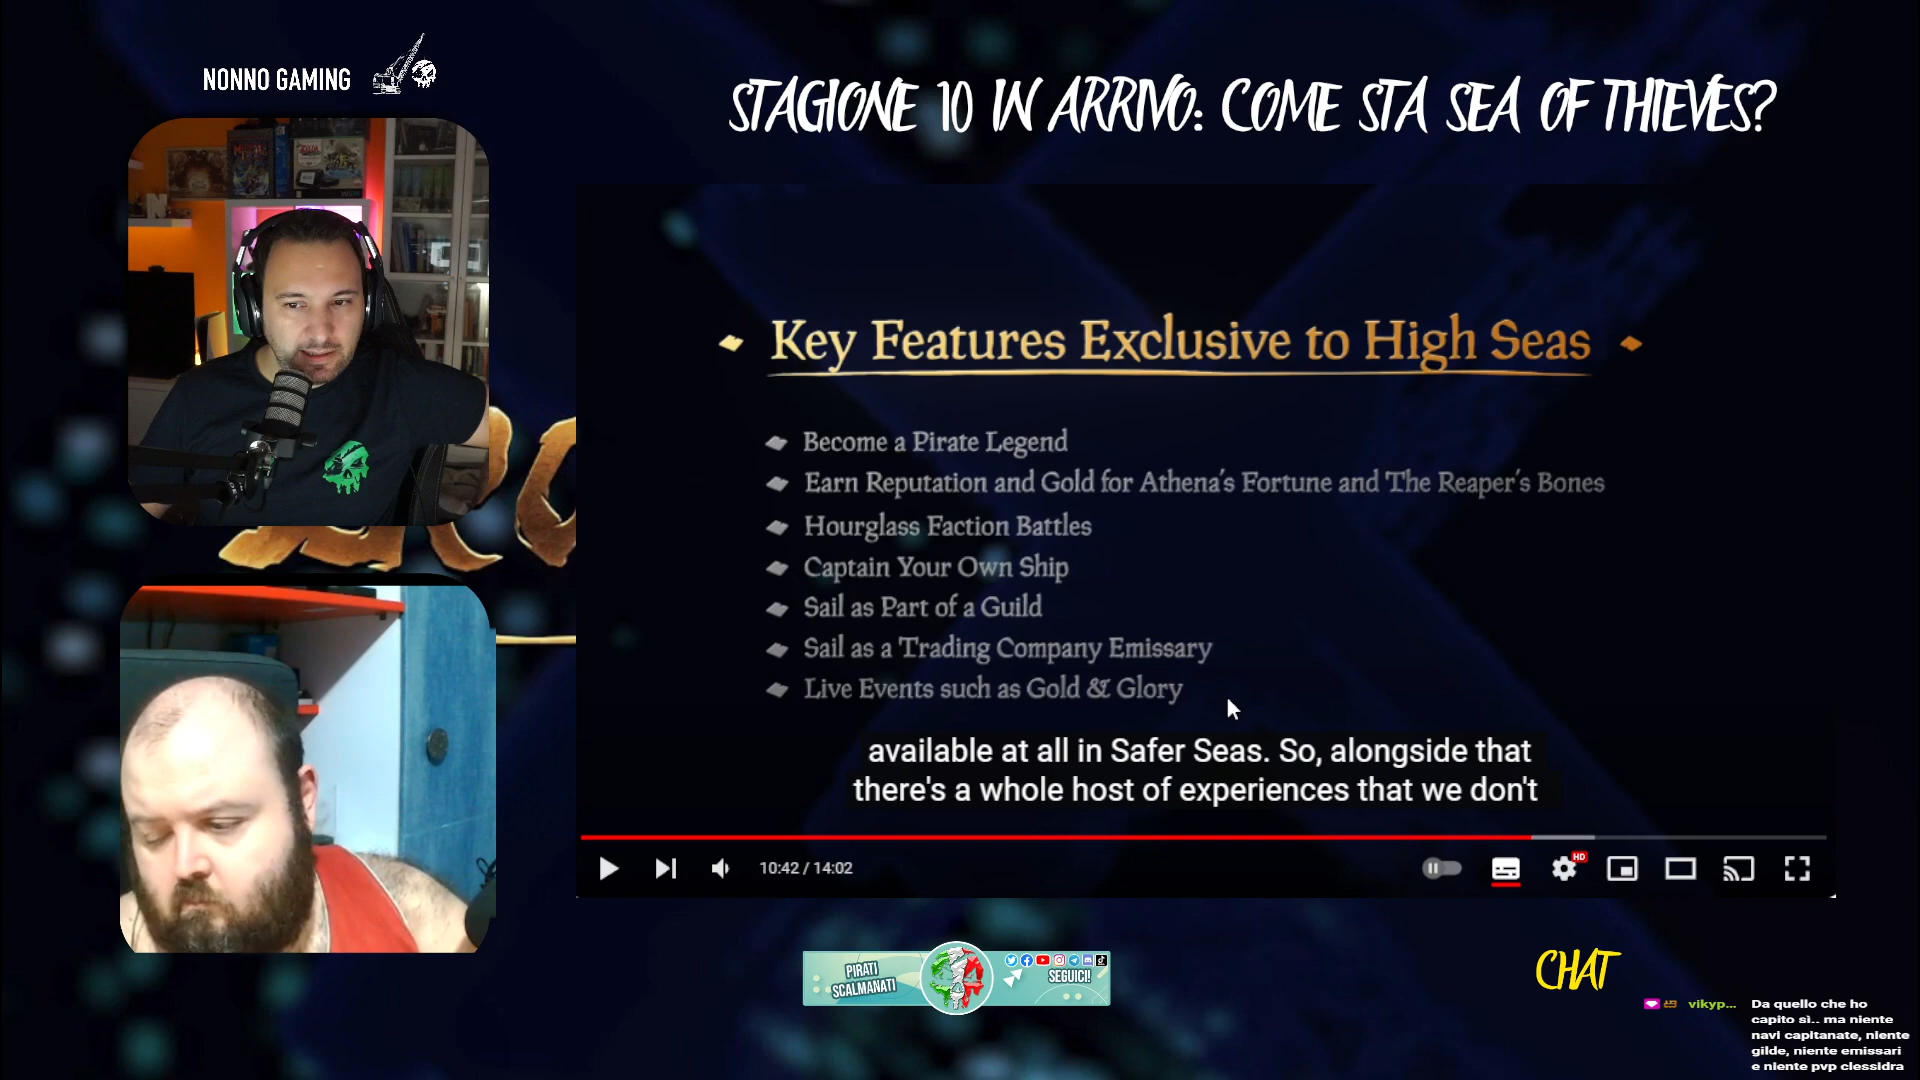 NONNO GAMING
STAGIONE 10 IN ARRIVO: COME STA SEA OF THIEVES?
Key Features Exclusive to High Seas
Become a Pirate Legend
Earn Reputation and Gold for Athena's Fortune and The Reaper's Bones
Hourglass Faction Battles
Captain Your Own Ship
Sail as Part of a Guild
Sail as a Trading Company Emissary
Live Events such as Gold & Glory
available at all in Safer Seas. So, alongside that
there's a whole host of experiences that we don't
10:42 / 14:02
HD
PIRATI
SCALMANATI
SEGUICI!
CHAT
vikyp... Da quello che ho
capito sì.. ma niente
navi capitanate, niente
gilde, niente emissari
e niente pvp clessidra